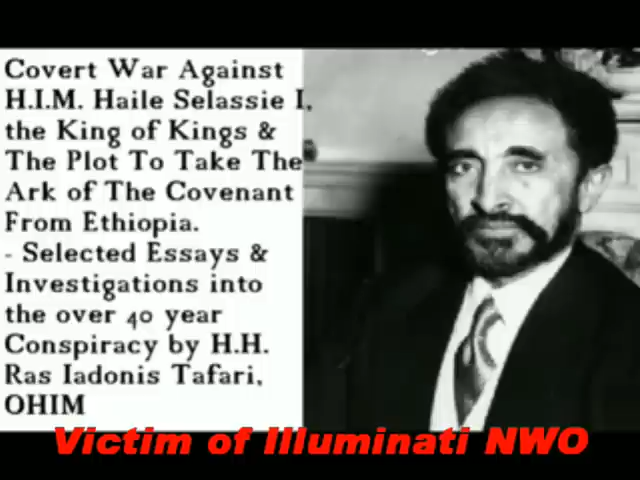 Covert War Against
H.I.M. Haile Selassie I,
the King of Kings &
The Plot To Take The
Ark of The Covenant
From Ethiopia.
- Selected Essays &
Investigations into
the over 40 year
Conspiracy by H.H.
Ras Iadonis Tafari,
OHIM
Victim of Illuminati NWO